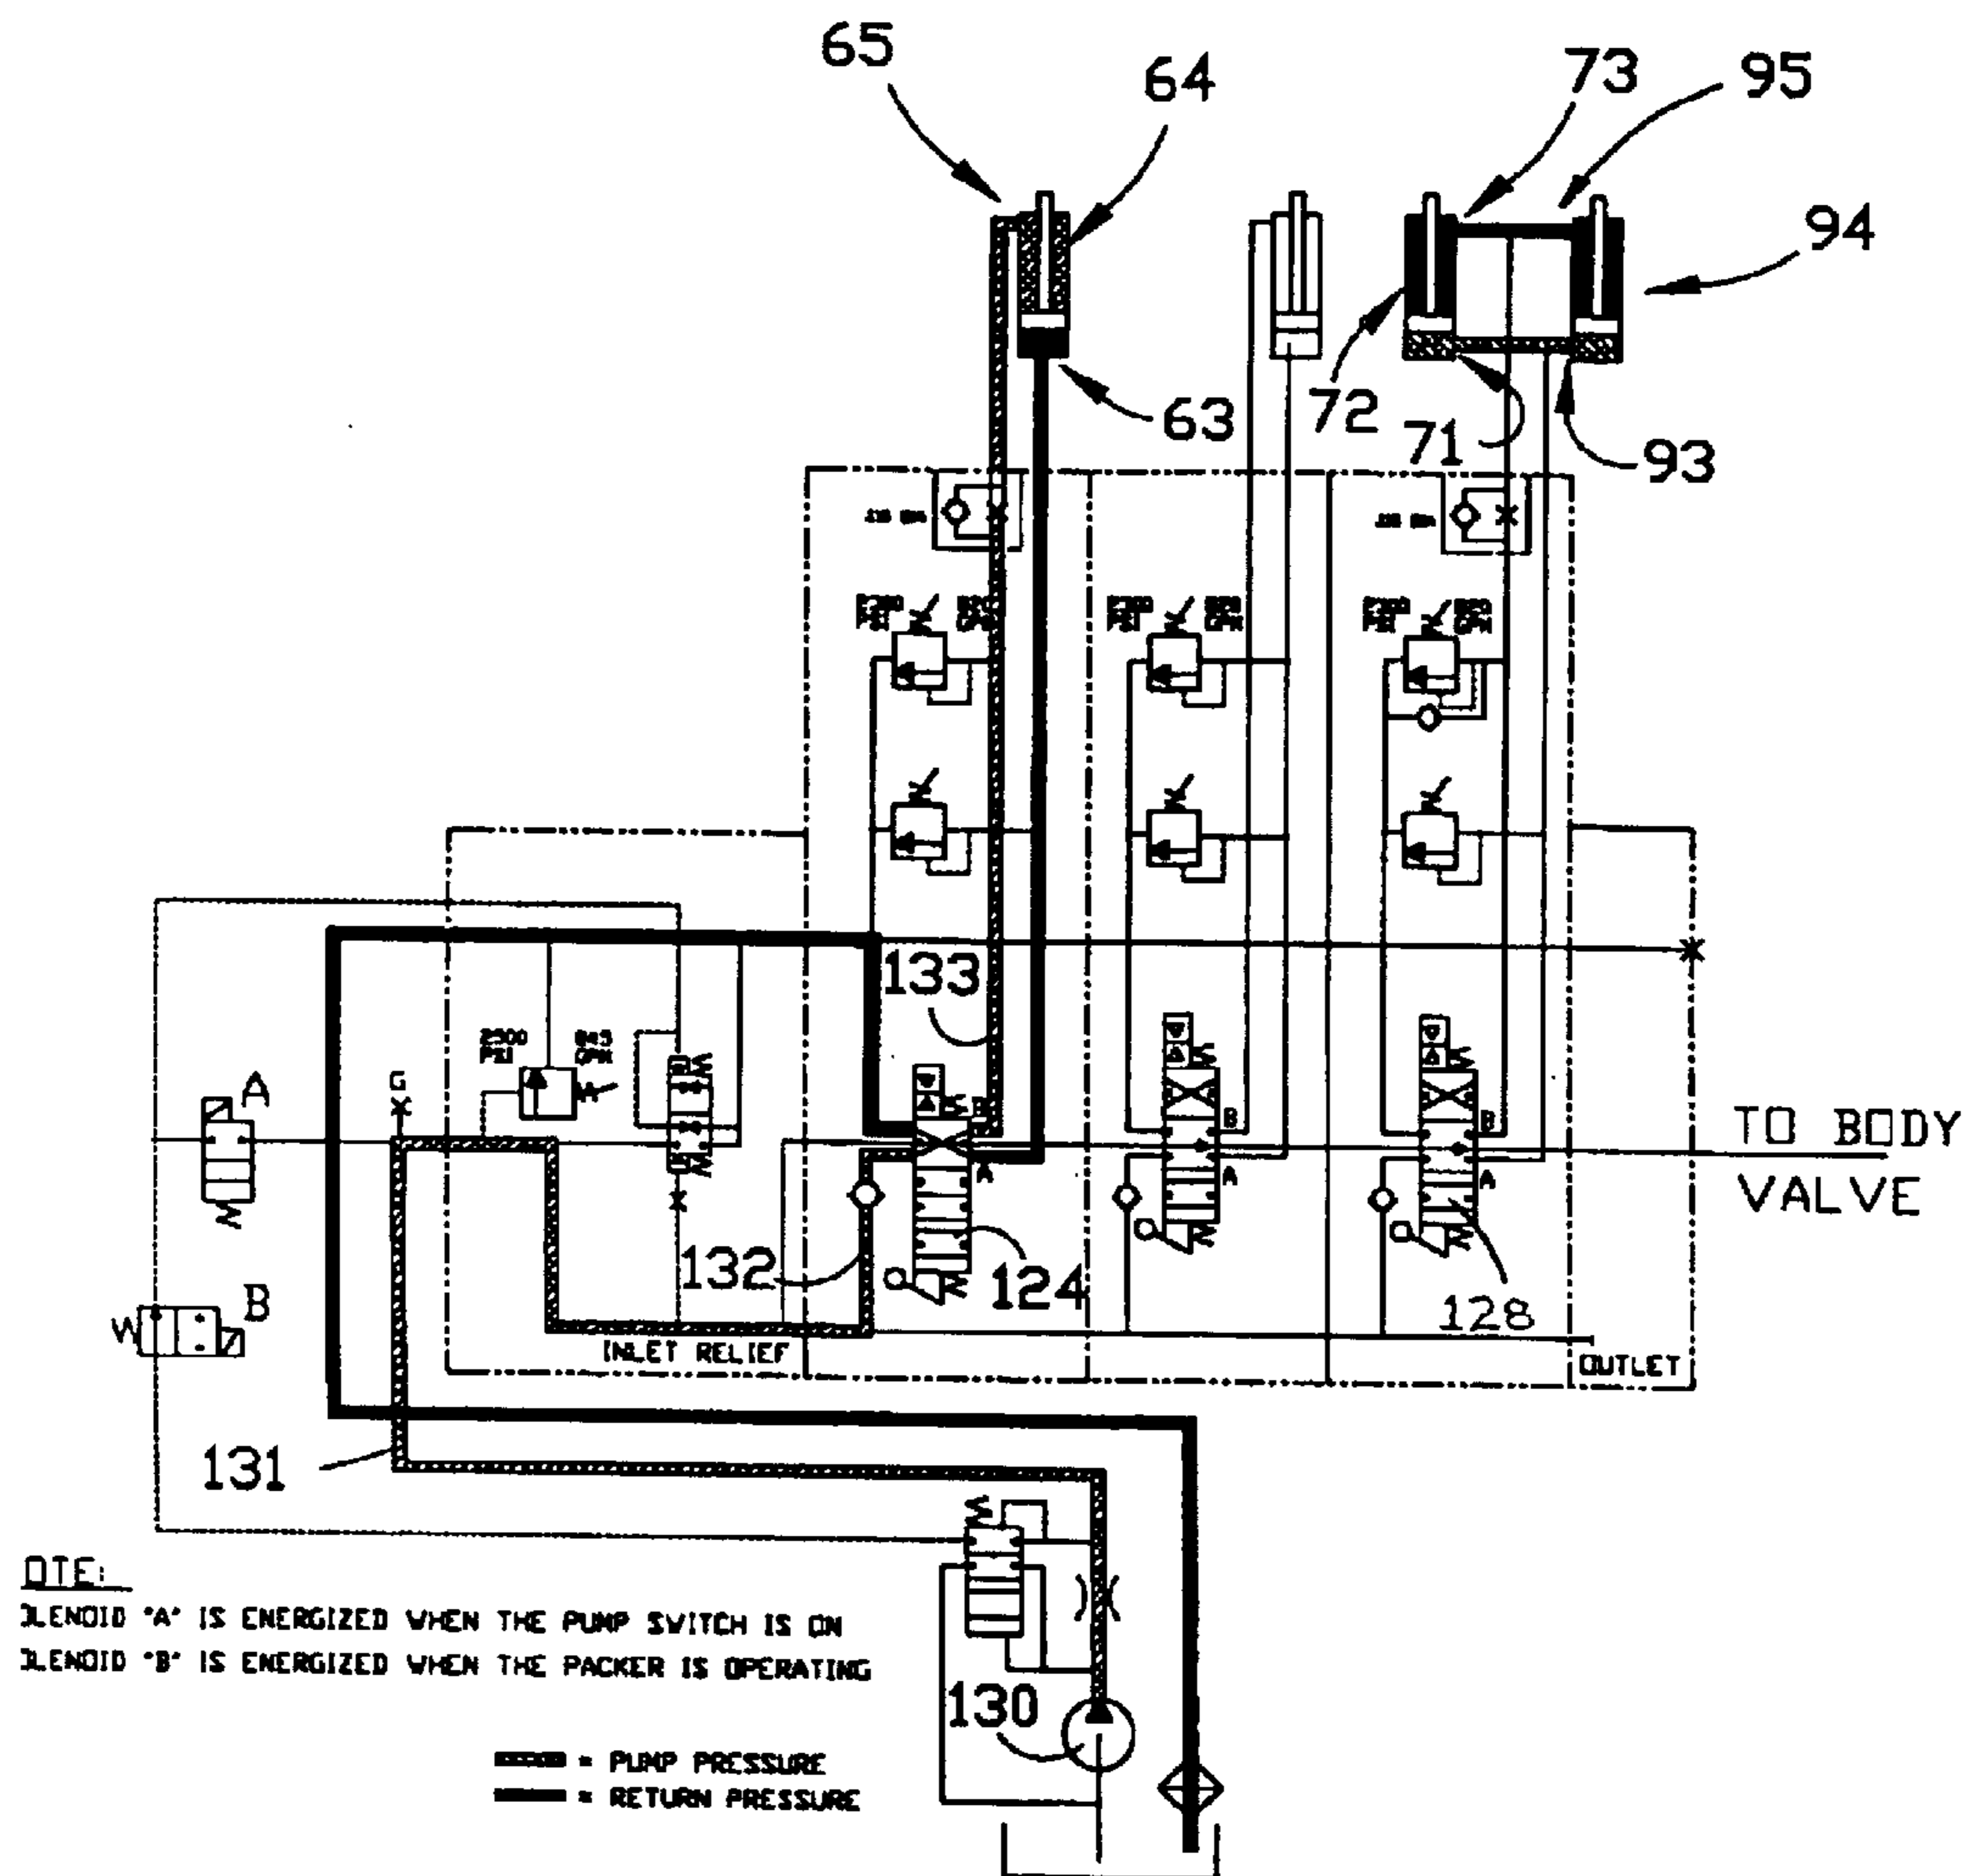 65
64
73
95
94
63
72
71
93
133
2500
PSI
GPM
G
A
B
A
B
A
B
A
TO BODY
VALVE
132
124
128
B
INLET RELIEF
OUTLET
131
OTE:
OLENOID "A" IS ENERGIZED WHEN THE PUMP SWITCH IS ON
OLENOID "B" IS ENERGIZED WHEN THE PACKER IS OPERATING
130
= PUMP PRESSURE
= RETURN PRESSURE